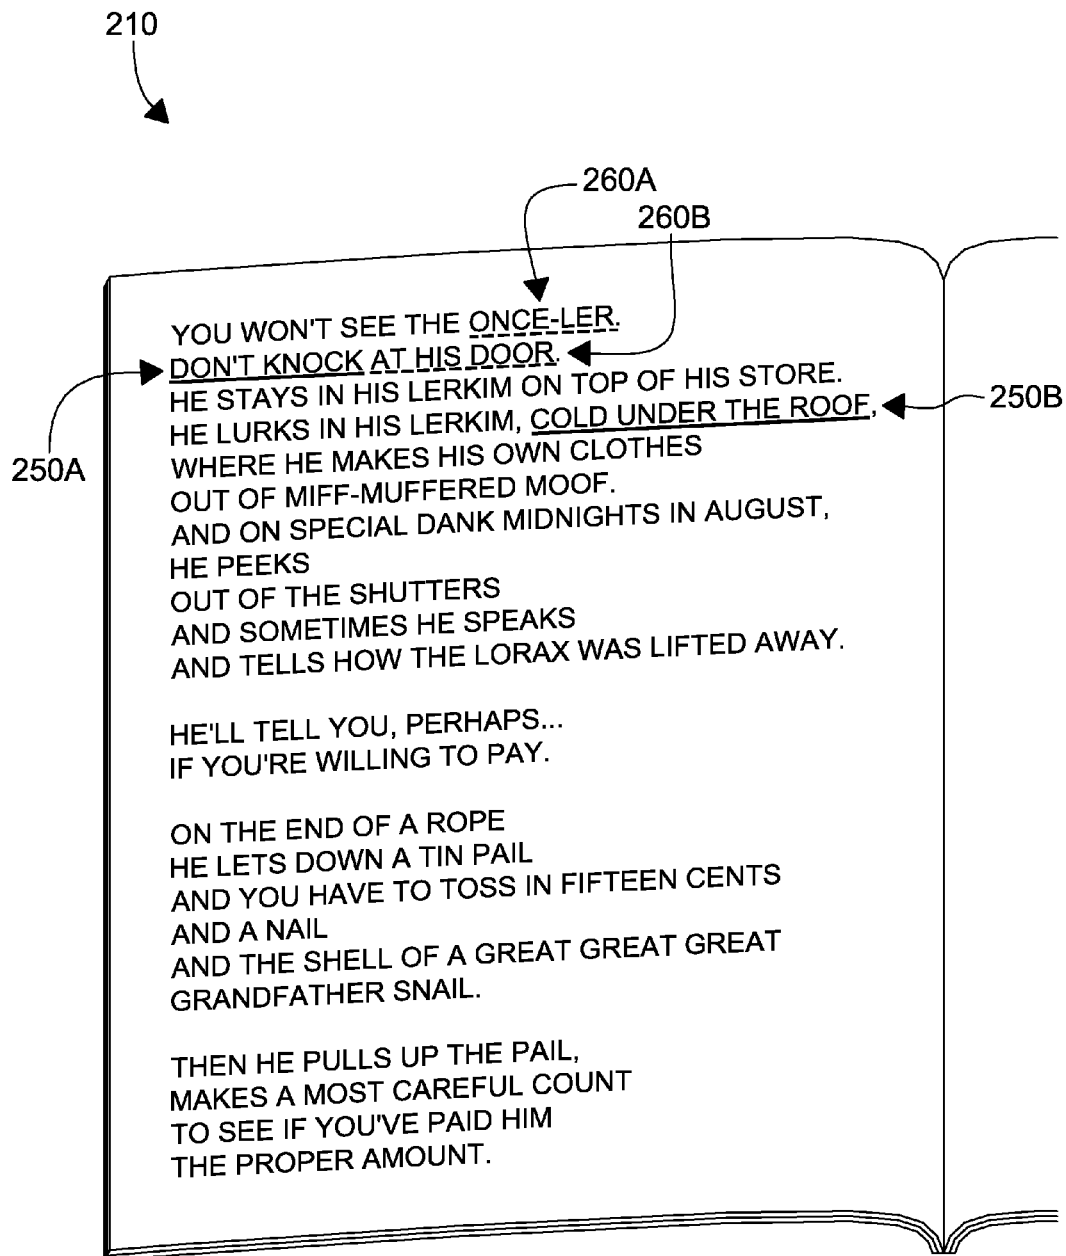 210
260A
260B
YOU WON'T SEE THE ONCE-LER.
DON'T KNOCK AT HIS DOOR.
HE STAYS IN HIS LERKIM ON TOP OF HIS STORE.
HE LURKS IN HIS LERKIM, COLD UNDER THE ROOF,
250B
250A
WHERE HE MAKES HIS OWN CLOTHES
OUT OF MIFF-MUFFERED MOOF.
AND ON SPECIAL DANK MIDNIGHTS IN AUGUST,
HE PEEKS
OUT OF THE SHUTTERS
AND SOMETIMES HE SPEAKS
AND TELLS HOW THE LORAX WAS LIFTED AWAY.
HE'LL TELL YOU, PERHAPS...
IF YOU'RE WILLING TO PAY.
ON THE END OF A ROPE
HE LETS DOWN A TIN PAIL
AND YOU HAVE TO TOSS IN FIFTEEN CENTS
AND A NAIL
AND THE SHELL OF A GREAT GREAT GREAT
GRANDFATHER SNAIL.
THEN HE PULLS UP THE PAIL,
MAKES A MOST CAREFUL COUNT
TO SEE IF YOU'VE PAID HIM
THE PROPER AMOUNT.